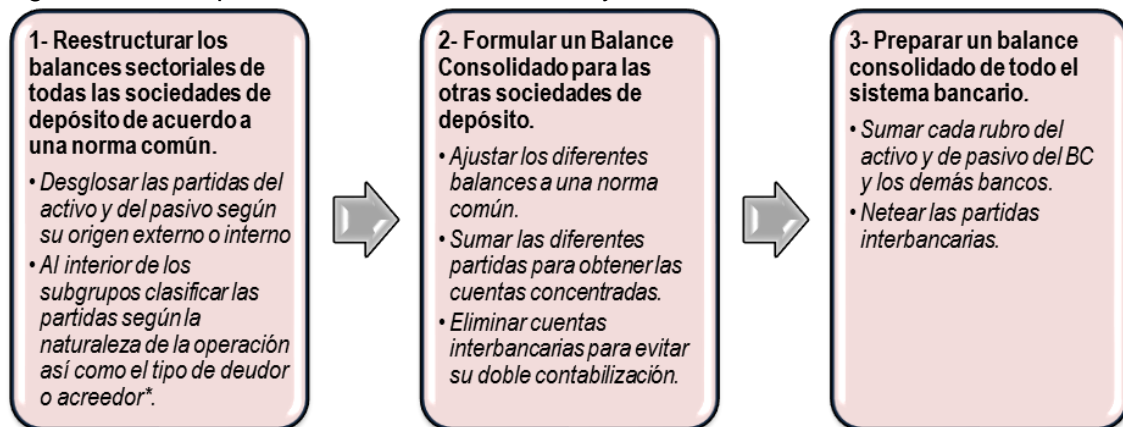 1- Reestructurar los
balances sectoriales de
todas las sociedades de
depósito de acuerdo a
una norma común.
• Desglosar las partidas del
activo y del pasivo según
su origen externo o interno
• Al interior de los
subgrupos clasificar las
partidas según la
naturaleza de la operación
así como el tipo de deudor
o acreedor*.
2- Formular un Balance
Consolidado para las
otras sociedades de
depósito.
• Ajustar los diferentes
balances a una norma
común.
• Sumar las diferentes
partidas para obtener las
cuentas concentradas.
• Eliminar cuentas
interbancarias para evitar
su doble contabilización.
3- Preparar un balance
consolidado de todo el
sistema bancario.
• Sumar cada rubro del
activo y de pasivo del BC
y los demás bancos.
• Netear las partidas
interbancarias.